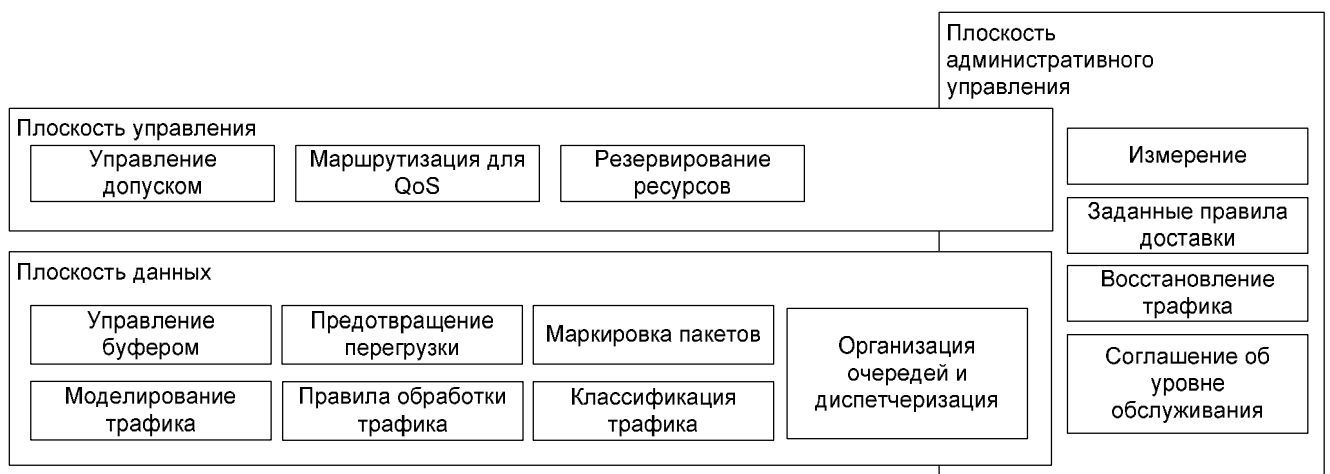 Плоскость
административного
управления
Плоскость управления
Управление
допуском
Маршрутизация для
QoS
Резервирование
ресурсов
Измерение
Заданные правила
доставки
Восстановление
трафика
Соглашение об
уровне
обслуживания
Плоскость данных
Управление
буфером
Предотвращение
перегрузки
Маркировка пакетов
Организация
очередей и
диспетчеризация
Моделирование
трафика
Правила обработки
трафика
Классификация
трафика